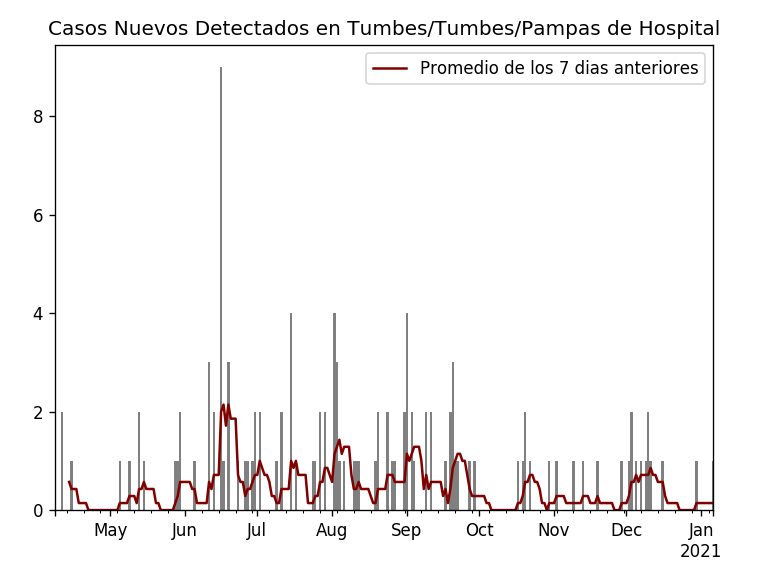 Casos Nuevos Detectados en Tumbes/Tumbes/Pampas de Hospital
Promedio de los 7 dias anteriores
8
6
4
2
0
May Jun Jul Aug Sep Oct Nov Dec Jan
2021